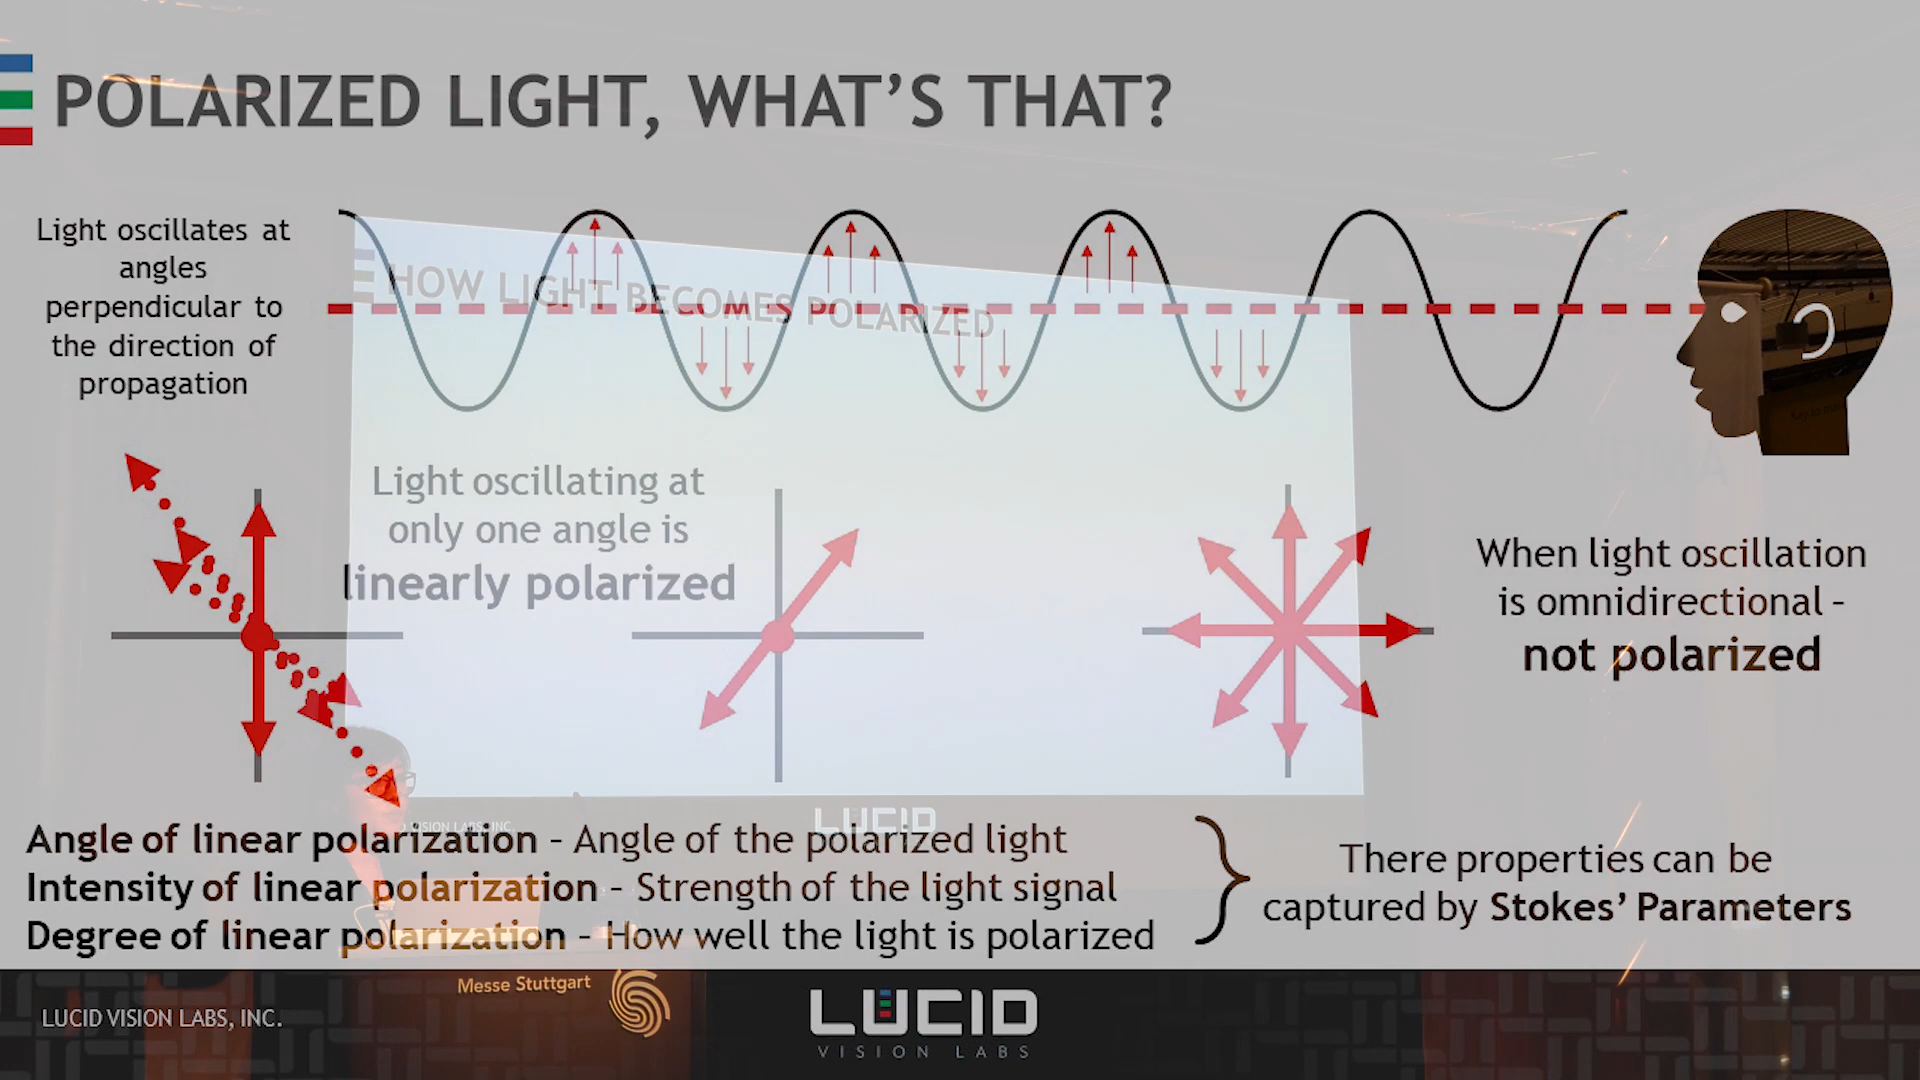 POLARIZED LIGHT, WHAT'S THAT?
Light oscillates at
angles
perpendicular to
the direction of
propagation
HOW LIGHT BECOMES POLARIZED
Light oscillating at
only one angle is
linearly polarized
When light oscillation
is omnidirectional –
not polarized
VISION LABS, INC.
LUCID
Angle of linear polarization – Angle of the polarized light
Intensity of linear polarization – Strength of the light signal
Degree of linear polarization – How well the light is polarized
There properties can be
captured by Stokes' Parameters
Messe Stuttgart
LUCID VISION LABS, INC.
LUCID
VISION LABS